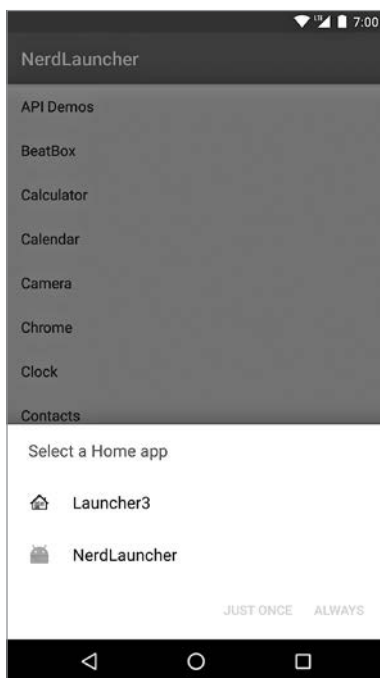 LTE 7:00
NerdLauncher
API Demos
BeatBox
Calculator
Calendar
Camera
Chrome
Clock
Contacts
Select a Home app
Launcher3
NerdLauncher
JUST ONCE ALWAYS